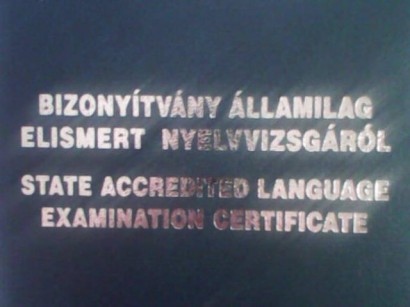 BIZONYÍTVÁNY ÁLLAMILAG
ELISMERT NYELVVIZSGÁRÓL
STATE ACCREDITED LANGUAGE
EXAMINATION CERTIFICATE